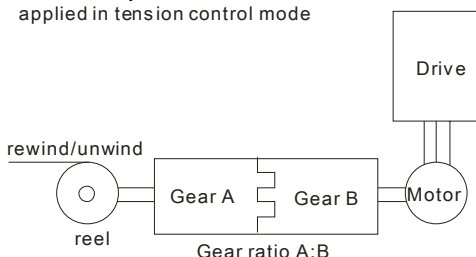 applied in tension control mode
Drive
rewind/unwind
Gear A
Gear B
Motor
reel
Gear ratio A:B